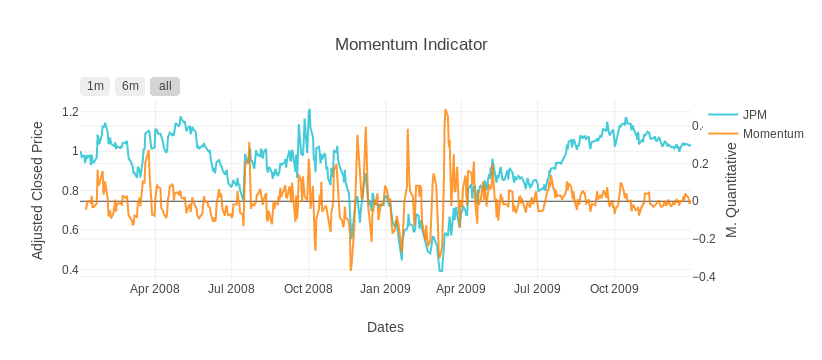 Momentum Indicator
1m 6m all
Adjusted Closed Price
1.2
1
0.8
0.6
0.4
0.
0.2
0
−0.2
−0.4
M. Quantitative
JPM
Momentum
Apr 2008 Jul 2008 Oct 2008 Jan 2009 Apr 2009 Jul 2009 Oct 2009
Dates